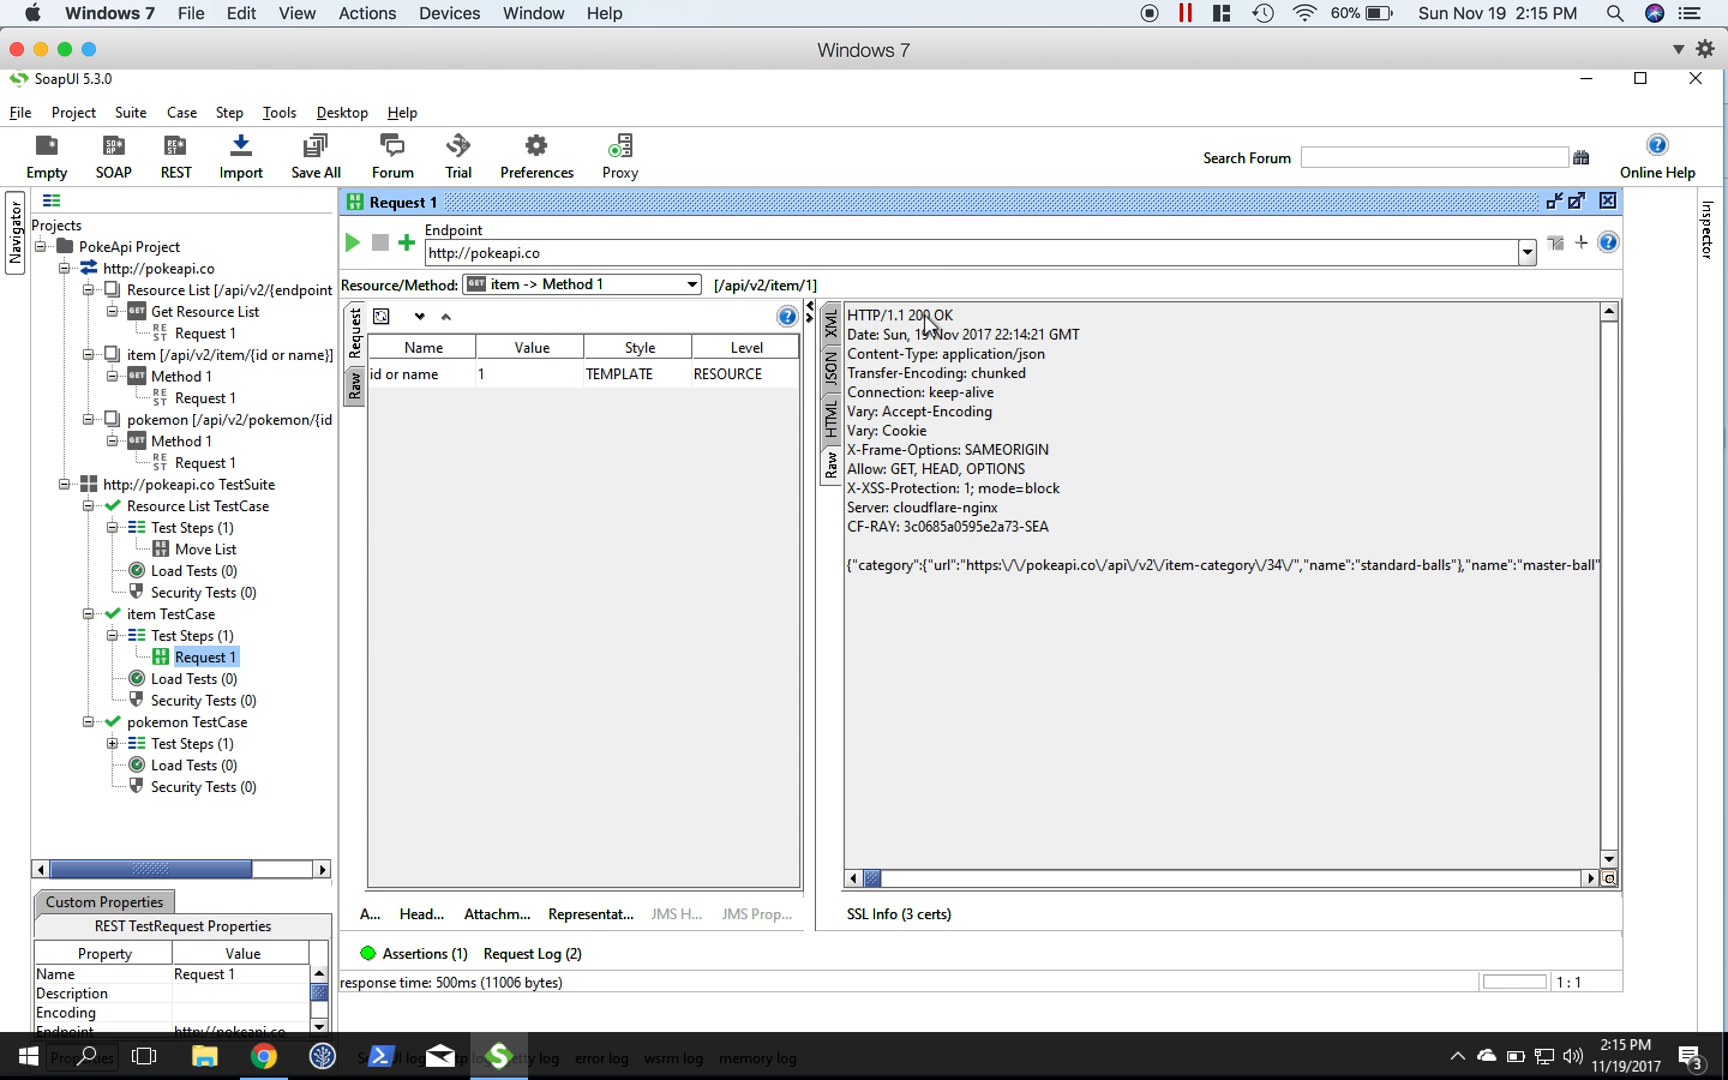 Windows 7 File Edit View Actions Devices Window Help 60% Sun Nov 19 2:15 PM
Windows 7
SoapUI 5.3.0
File Project Suite Case Step Tools Desktop Help
Empty SOAP REST Import Save All Forum Trial Preferences Proxy Search Forum Online Help
Navigator
Projects
PokeApi Project
http://pokeapi.co
Resource List [/api/v2/{endpoint
Get Resource List
Request 1
item [/api/v2/item/{id or name}]
Method 1
Request 1
pokemon [/api/v2/pokemon/{id
Method 1
Request 1
http://pokeapi.co TestSuite
Resource List TestCase
Test Steps (1)
Move List
Load Tests (0)
Security Tests (0)
item TestCase
Test Steps (1)
Request 1
Load Tests (0)
Security Tests (0)
pokemon TestCase
Test Steps (1)
Load Tests (0)
Security Tests (0)
Custom Properties
REST TestRequest Properties
Property Value
Name Request 1
Description
Encoding
Endpoint http://pokeapi.co
Request 1
Endpoint
http://pokeapi.co
Resource/Method: GET item -> Method 1 [/api/v2/item/1]
Request
Raw
Name Value Style Level
id or name 1 TEMPLATE RESOURCE
A... Head... Attachm... Representat... JMS H... JMS Prop...
XML
JSON
HTML
Raw
HTTP/1.1 200 OK
Date: Sun, 19 Nov 2017 22:14:21 GMT
Content-Type: application/json
Transfer-Encoding: chunked
Connection: keep-alive
Vary: Accept-Encoding
Vary: Cookie
X-Frame-Options: SAMEORIGIN
Allow: GET, HEAD, OPTIONS
X-XSS-Protection: 1; mode=block
Server: cloudflare-nginx
CF-RAY: 3c0685a0595e2a73-SEA
{"category":{"url":"https:\/\/pokeapi.co\/api\/v2\/item-category\/34\/","name":"standard-balls"},"name":"master-ball"
SSL Info (3 certs)
Assertions (1) Request Log (2)
response time: 500ms (11006 bytes)
1 : 1
Inspector
error log wsrm log memory log
2:15 PM
11/19/2017
3